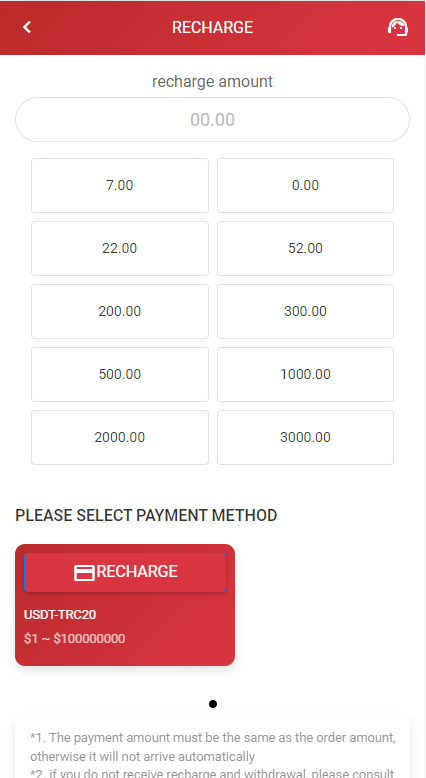 RECHARGE
recharge amount
00.00
7.00
0.00
22.00
52.00
200.00
300.00
500.00
1000.00
2000.00
3000.00
PLEASE SELECT PAYMENT METHOD
RECHARGE
USDT-TRC20
$1 ~ $100000000
*1. The payment amount must be the same as the order amount,
otherwise it will not arrive automatically
*2. if you do not receive recharge and withdrawal, please consult